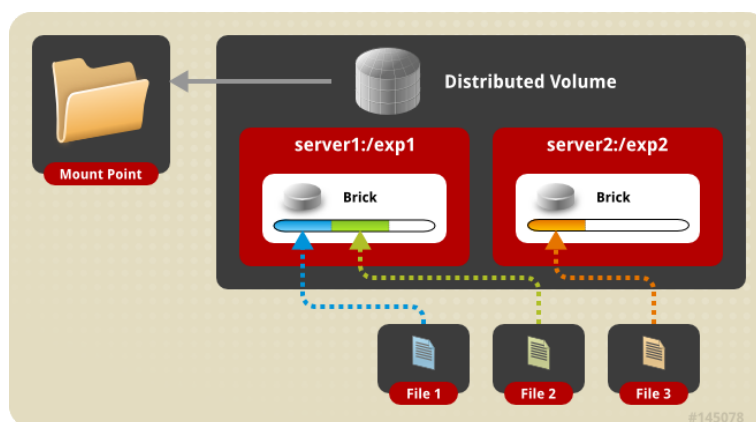 Distributed Volume
Mount Point
server1:/exp1
server2:/exp2
Brick
Brick
File 1
File 2
File 3
#145078